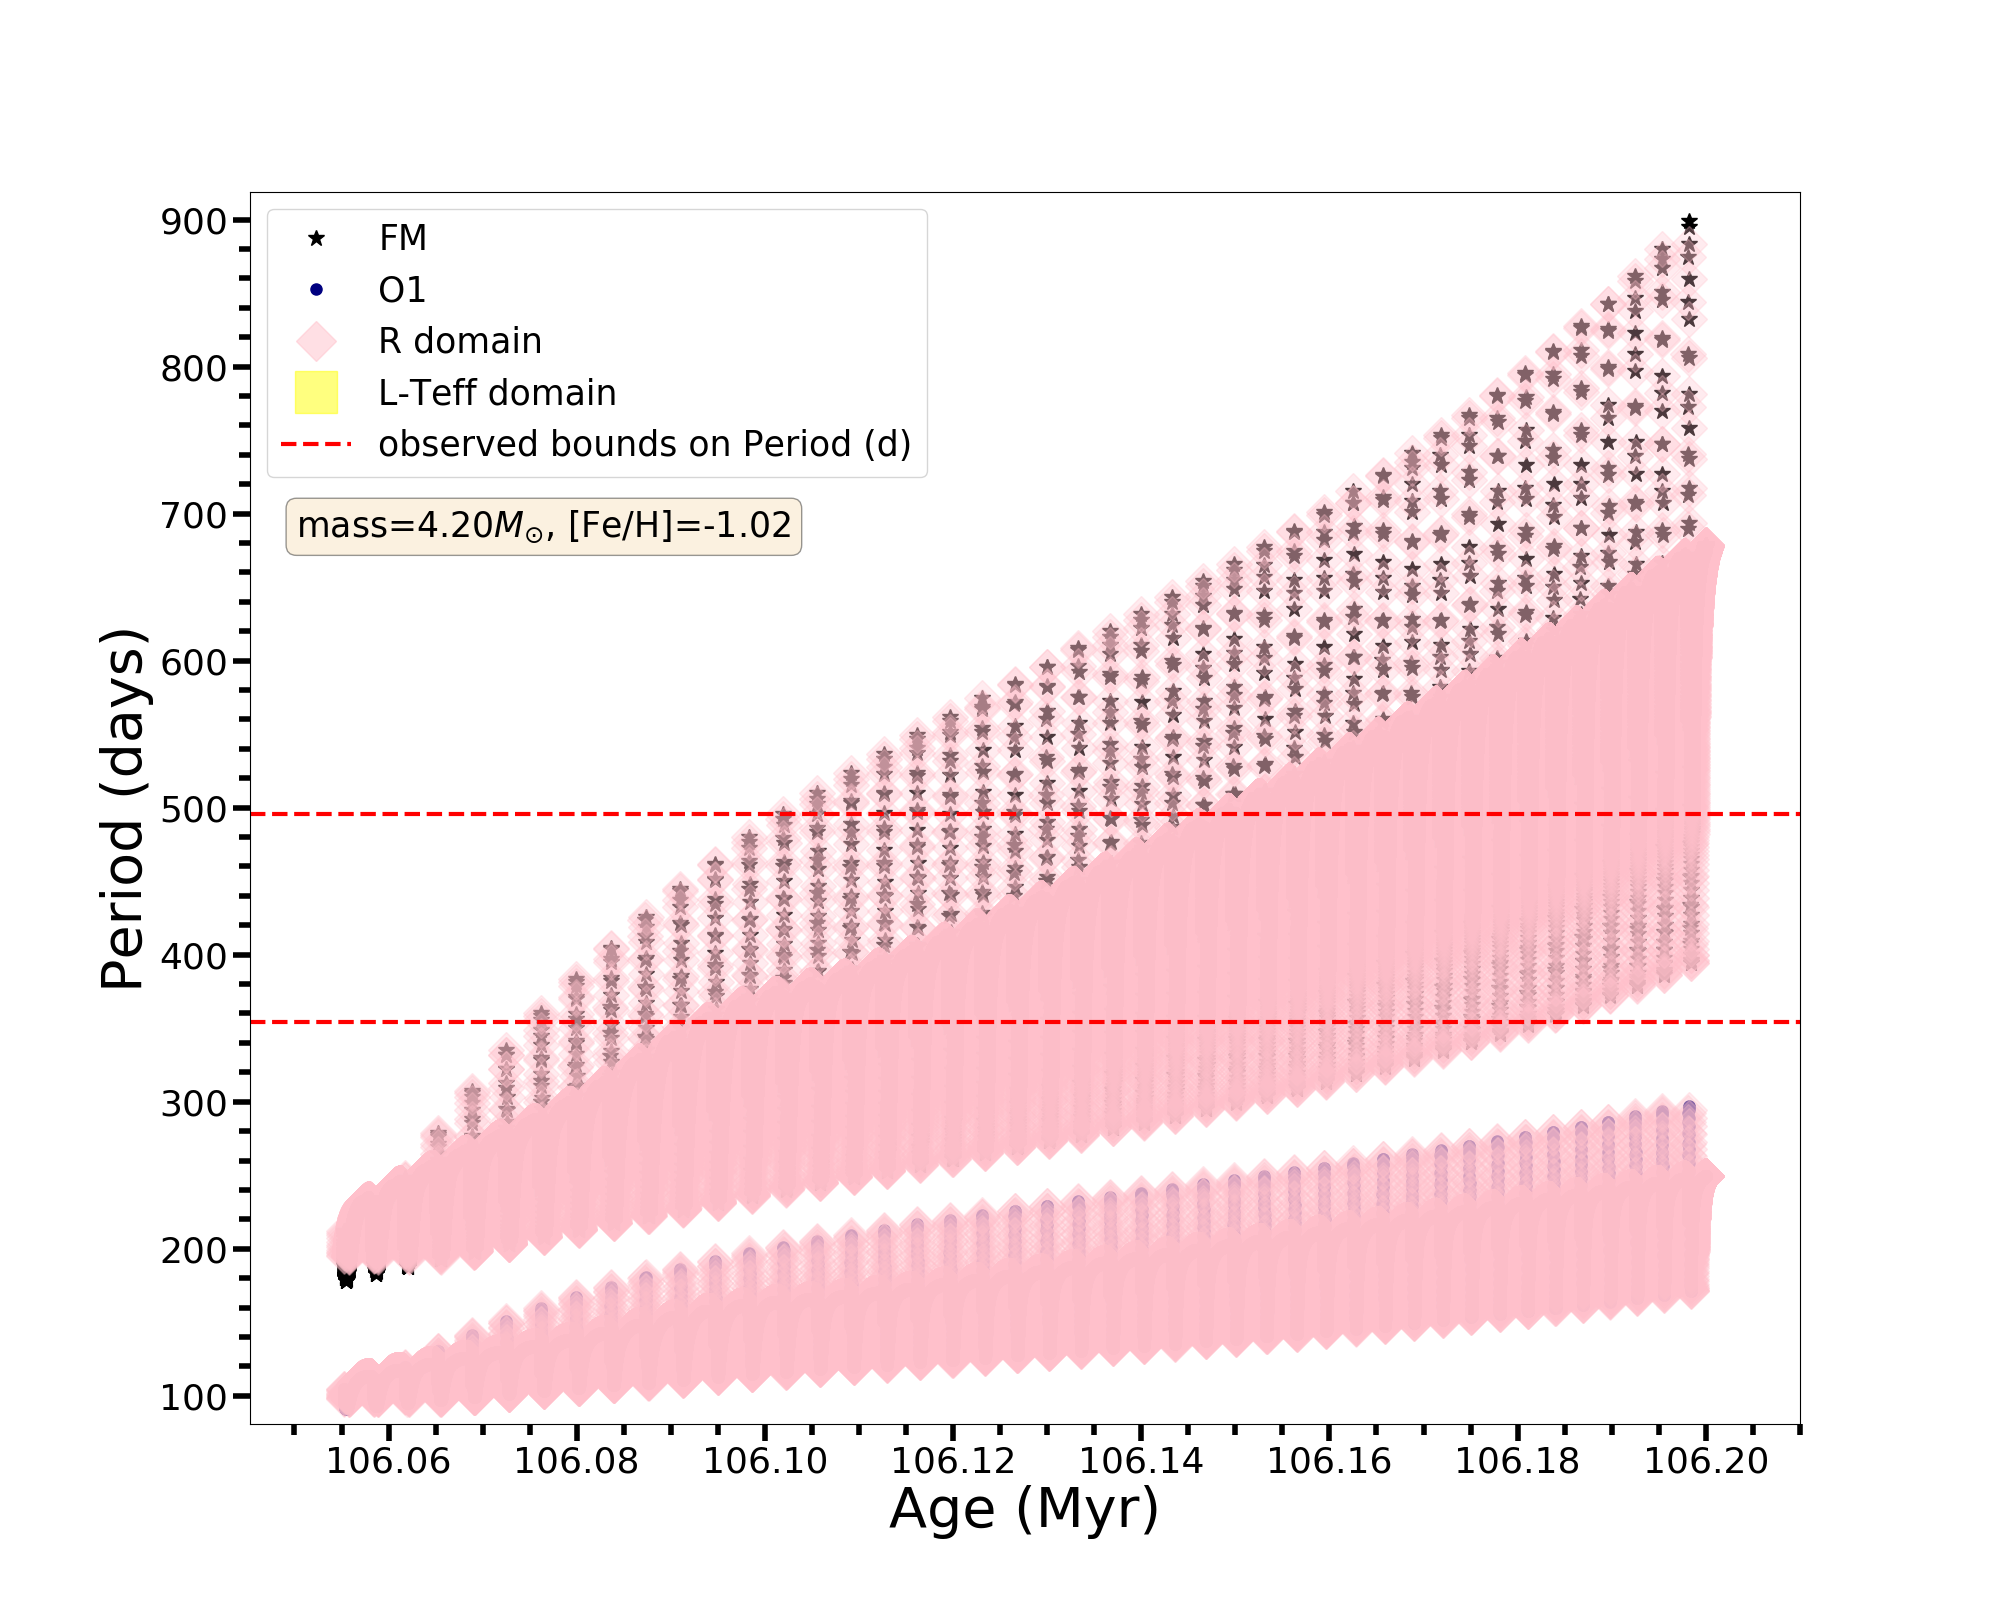 FM
O1
R domain
L-Teff domain
observed bounds on Period (d)
mass=4.20M⊙, [Fe/H]=-1.02
900
800
700
600
500
400
300
200
100
Period (days)
106.06 106.08 106.10 106.12 106.14 106.16 106.18 106.20
Age (Myr)